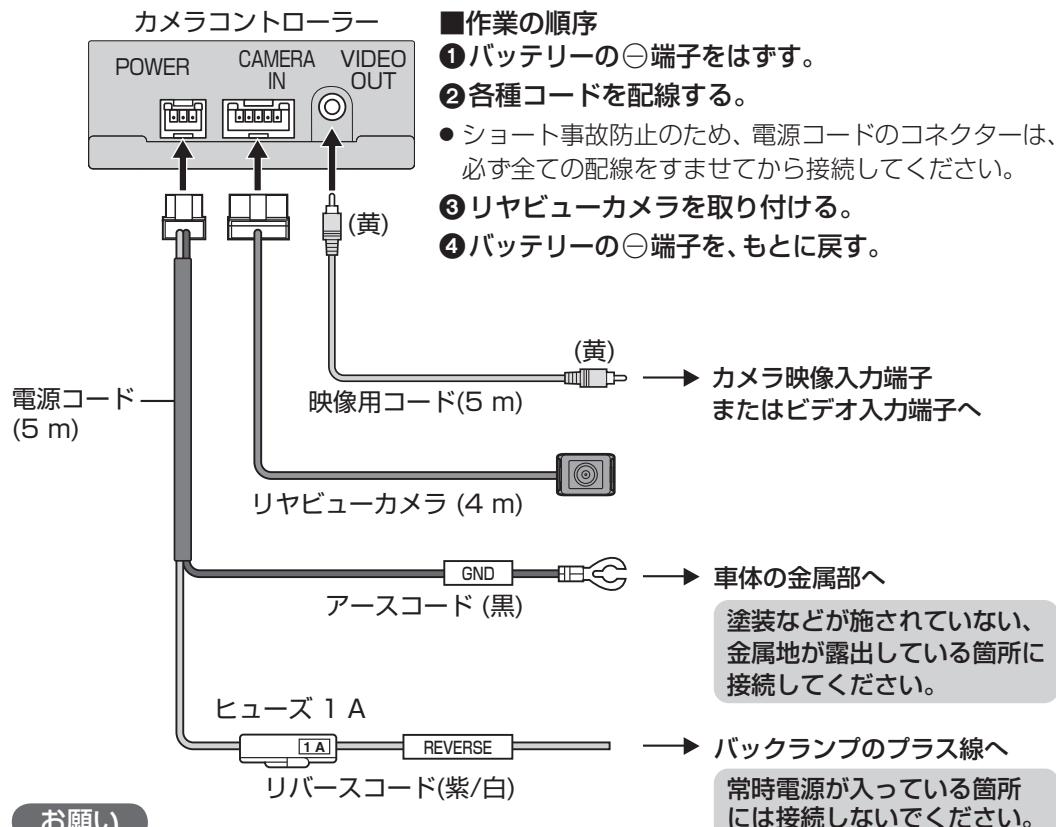 カメラコントローラー
POWER
CAMERA IN
VIDEO OUT
■作業の順序
❶バッテリーの㊀端子をはずす。
❷各種コードを配線する。
●ショート事故防止のため、電源コードのコネクターは、
必ず全ての配線をすませてから接続してください。
❸リヤビューカメラを取り付ける。
❹バッテリーの㊀端子を、もとに戻す。
(黄)
(黄)
カメラ映像入力端子
またはビデオ入力端子へ
電源コード
(5 m)
映像用コード(5 m)
リヤビューカメラ (4 m)
GND
アースコード (黒)
車体の金属部へ
塗装などが施されていない、
金属地が露出している箇所に
接続してください。
ヒューズ 1 A
1 A
REVERSE
リバースコード(紫/白)
バックランプのプラス線へ
常時電源が入っている箇所
には接続しないでください。
お願い